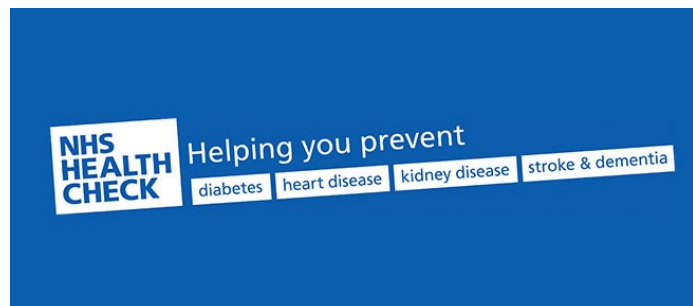 NHS
HEALTH
CHECK
Helping you prevent
diabetes heart disease kidney disease stroke & dementia